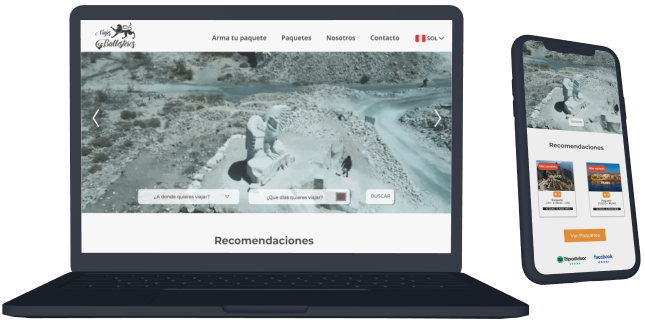 Viajes
Ballesteros
Arma tu paquete
Paquetes
Nosotros
Contacto
SOL
¿A donde quieres viajar?
¿Que días quieres viajar?
BUSCAR
Recomendaciones
Recomendaciones
Ver Paquetes
Tripadvisor
facebook